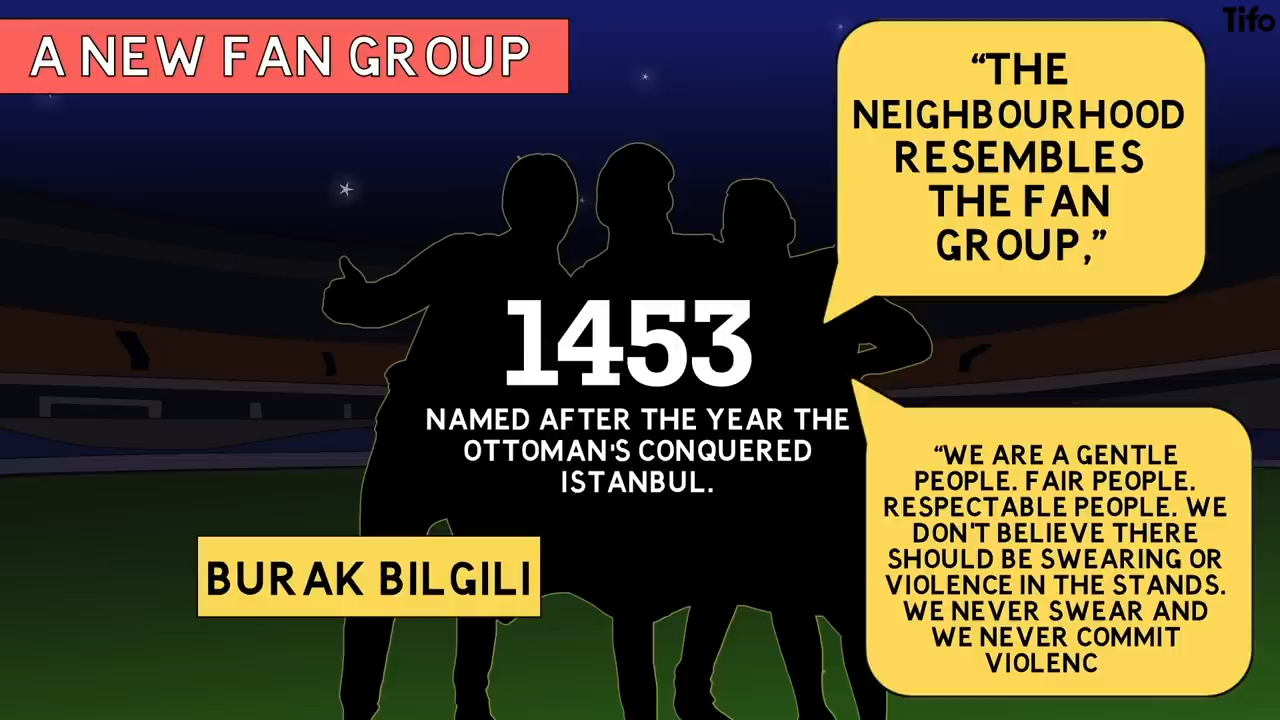 A NEW FAN GROUP
Tifo
“THE
NEIGHBOURHOOD
RESEMBLES
THE FAN
GROUP,”
1453
NAMED AFTER THE YEAR THE
OTTOMAN'S CONQUERED
ISTANBUL.
BURAK BILGILI
“WE ARE A GENTLE
PEOPLE. FAIR PEOPLE.
RESPECTABLE PEOPLE. WE
DON'T BELIEVE THERE
SHOULD BE SWEARING OR
VIOLENCE IN THE STANDS.
WE NEVER SWEAR AND
WE NEVER COMMIT
VIOLENC